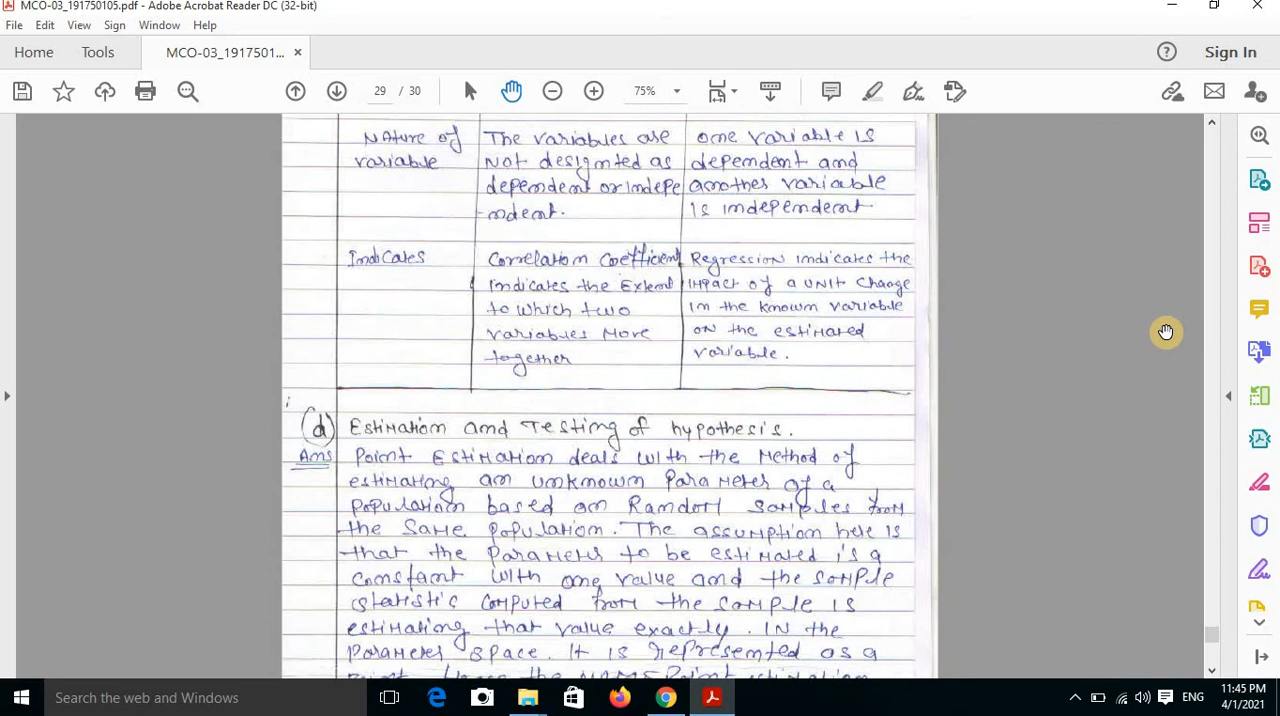 MCO-03_191750105.pdf - Adobe Acrobat Reader DC (32-bit)
File Edit View Sign Window Help
Home Tools MCO-03_1917501... × Sign In
29 / 30 75%
Nature of
variable
The variables are
Not designted as
dependent or Indepe
-ndent.
one variable is
dependent and
another variable
is independent
Indicates
Correlation Coefficient
Indicates the Extent
to which two
variables Move
together
Regression indicates the
impact of a UNIT change
in the known variable
on the estimated
variable.
(d) Estimation and Testing of hypothesis.
Ans Point Estimation deals with the Method of
estimating an unknown Parameter of a
population based on Random samples from
the same population. The assumption here is
that the Parameter to be estimated is a
constant with one value and the sample
statistic computed from the sample is
estimating that value exactly. IN the
parameter space. It is represented as a
Search the web and Windows
ENG
11:45 PM
4/1/2021